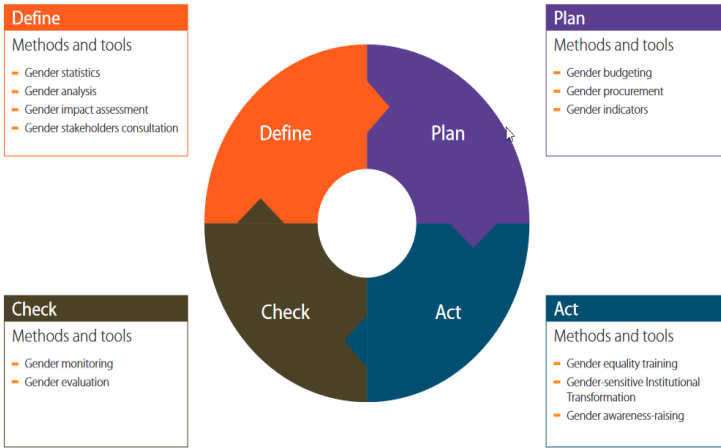 Define
Methods and tools
Gender statistics
Gender analysis
Gender impact assessment
Gender stakeholders consultation
Plan
Methods and tools
Gender budgeting
Gender procurement
Gender indicators
Define
Plan
Check
Act
Check
Methods and tools
Gender monitoring
Gender evaluation
Act
Methods and tools
Gender equality training
Gender-sensitive Institutional
Transformation
Gender awareness-raising